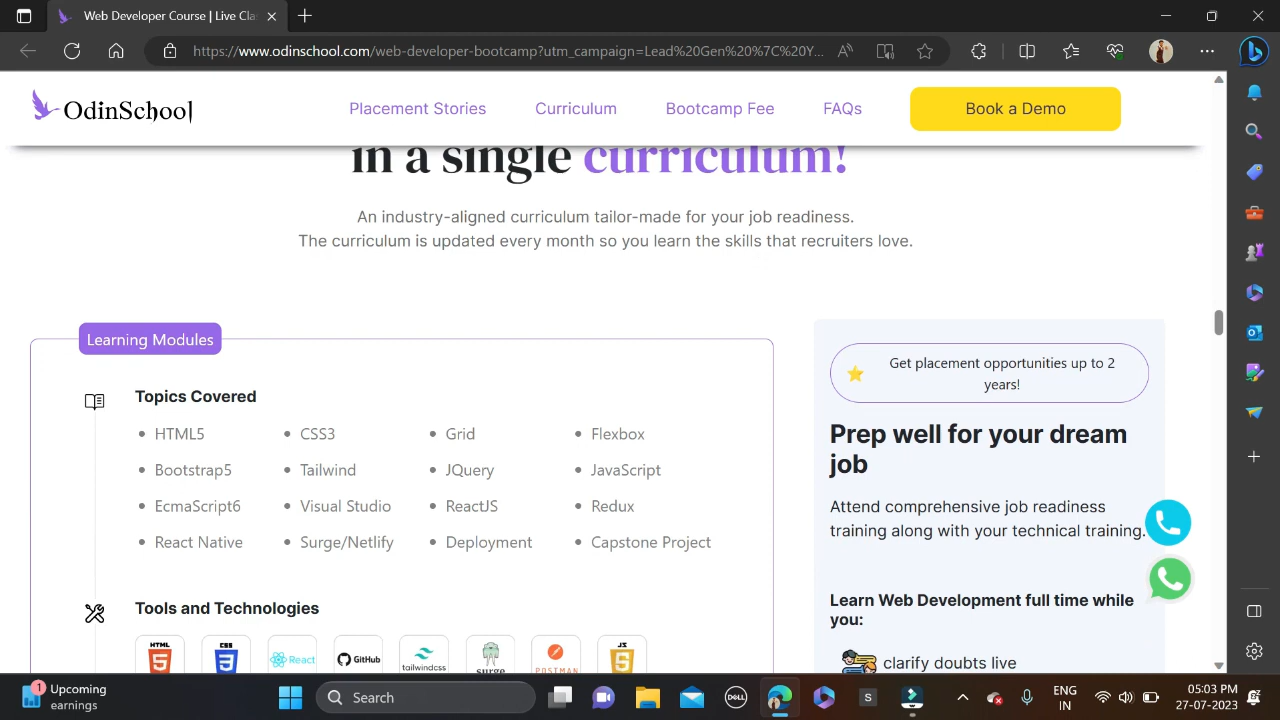 Web Developer Course | Live Cla
https://www.odinschool.com/web-developer-bootcamp?utm_campaign=Lead%20Gen%20%7C%20Y...
OdinSchool
Placement Stories
Curriculum
Bootcamp Fee
FAQs
Book a Demo
in a single curriculum!
An industry-aligned curriculum tailor-made for your job readiness.
The curriculum is updated every month so you learn the skills that recruiters love.
Learning Modules
Topics Covered
HTML5 CSS3 Grid Flexbox
Bootstrap5 Tailwind JQuery JavaScript
EcmaScript6 Visual Studio ReactJS Redux
React Native Surge/Netlify Deployment Capstone Project
Tools and Technologies
HTML 5 CSS 3 React GitHub tailwindcss surge POSTMAN JS 5
Get placement opportunities up to 2
years!
Prep well for your dream
job
Attend comprehensive job readiness
training along with your technical training.
Learn Web Development full time while
you:
clarify doubts live
1
Upcoming
earnings
Search
DELL
S
ENG
IN
05:03 PM
27-07-2023